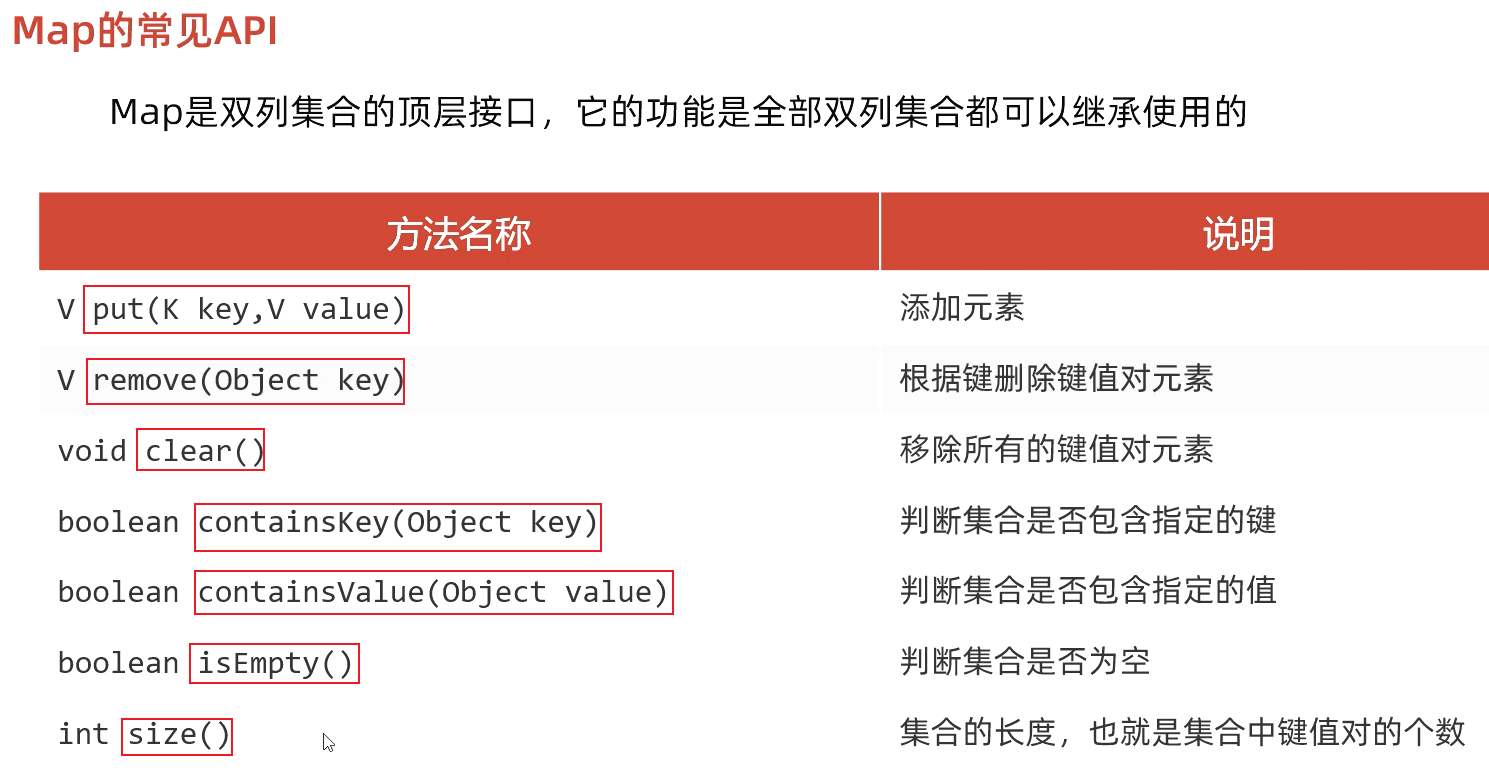 Map的常见API
Map是双列集合的顶层接口，它的功能是全部双列集合都可以继承使用的
方法名称 说明
V put(K key,V value) 添加元素
V remove(Object key) 根据键删除键值对元素
void clear() 移除所有的键值对元素
boolean containsKey(Object key) 判断集合是否包含指定的键
boolean containsValue(Object value) 判断集合是否包含指定的值
boolean isEmpty() 判断集合是否为空
int size() 集合的长度，也就是集合中键值对的个数